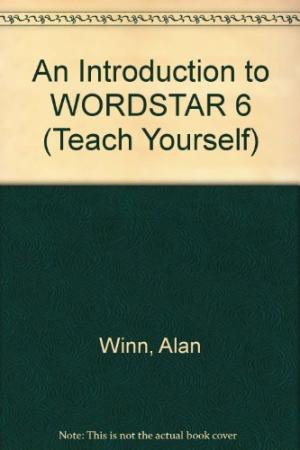 An Introduction to
WORDSTAR 6
(Teach Yourself)
Winn, Alan
Note: This is not the actual book cover